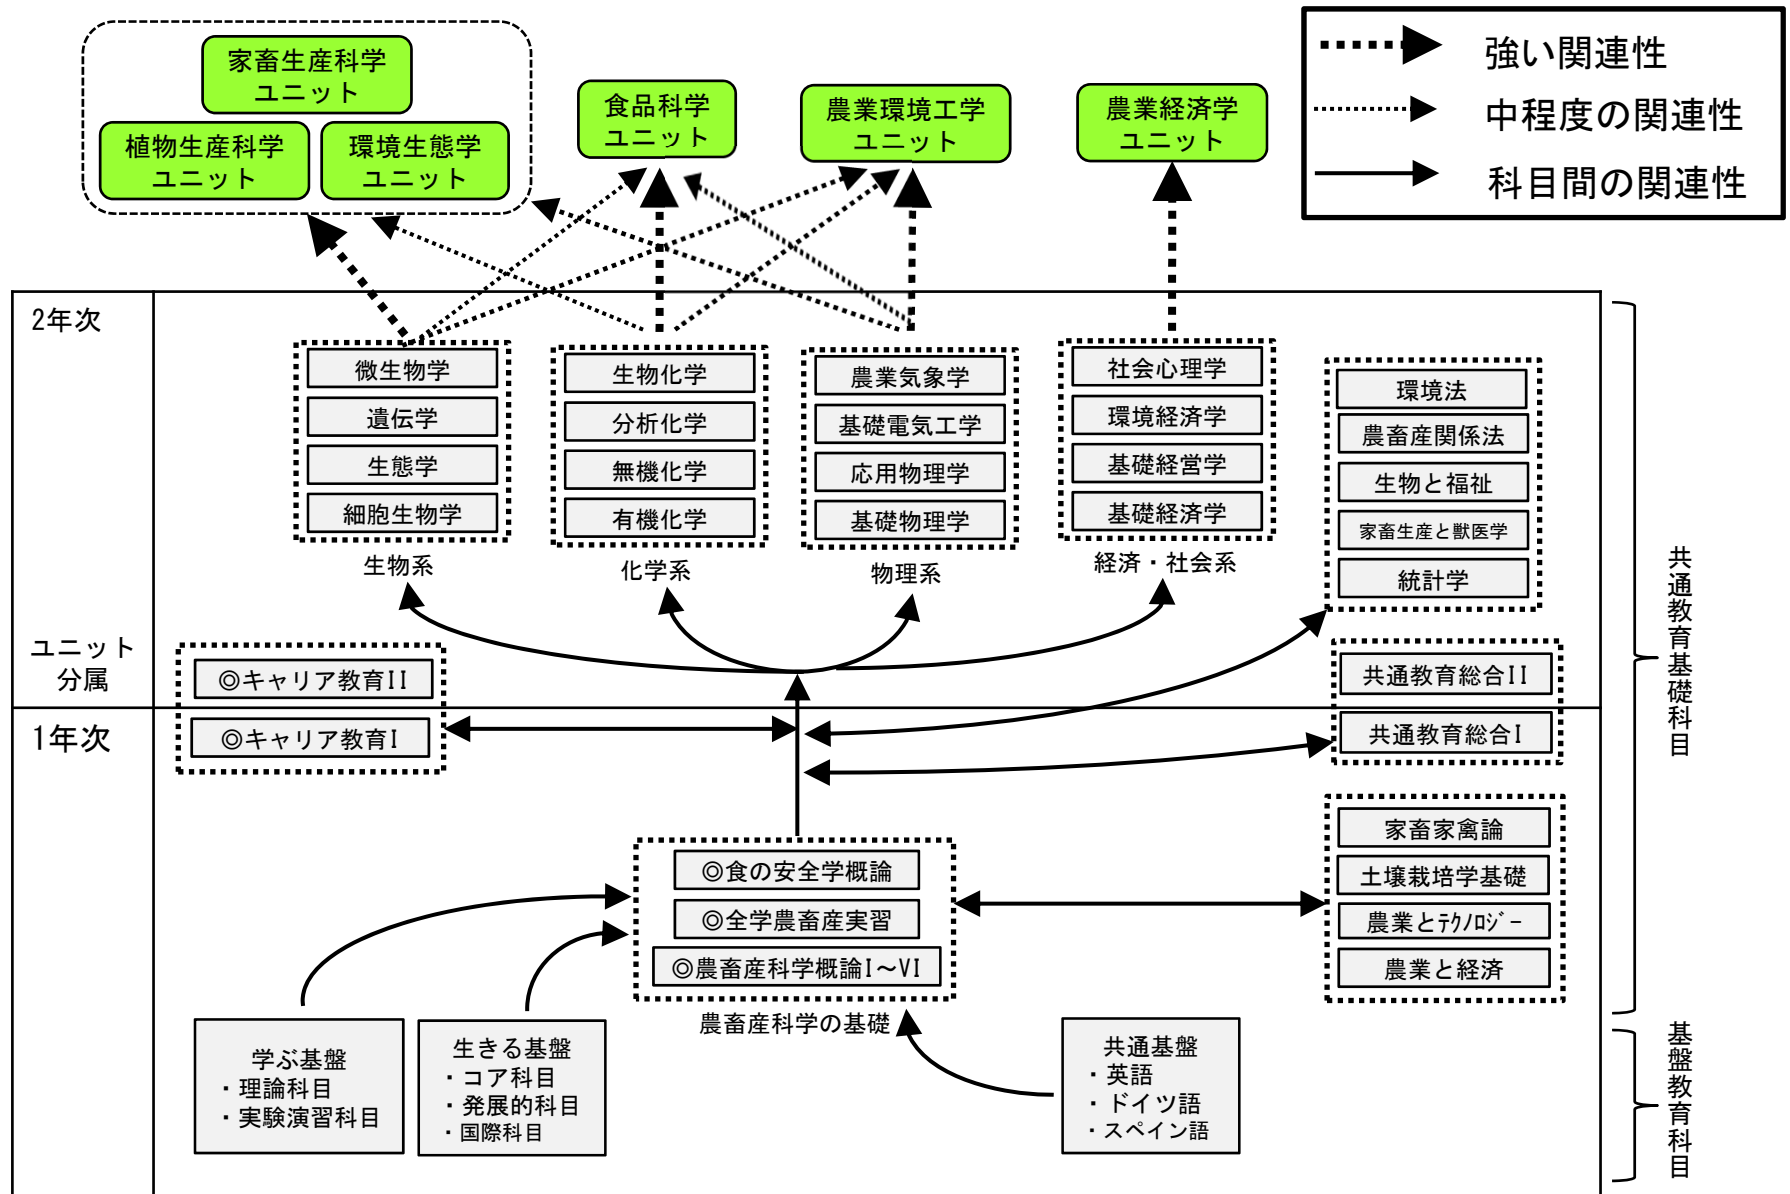 家畜生産科学
ユニット
植物生産科学
ユニット
環境生態学
ユニット
食品科学
ユニット
農業環境工学
ユニット
農業経済学
ユニット
強い関連性
中程度の関連性
科目間の関連性
2年次
微生物学
遺伝学
生態学
細胞生物学
生物系
生物化学
分析化学
無機化学
有機化学
化学系
農業気象学
基礎電気工学
応用物理学
基礎物理学
物理系
社会心理学
環境経済学
基礎経営学
基礎経済学
経済・社会系
環境法
農畜産関係法
生物と福祉
家畜生産と獣医学
統計学
ユニット
分属
◎キャリア教育II
共通教育総合II
1年次
◎キャリア教育I
共通教育総合I
◎食の安全学概論
◎全学農畜産実習
◎農畜産科学概論I～VI
農畜産科学の基礎
家畜家禽論
土壌栽培学基礎
農業とﾃｸﾉﾛｼﾞｰ
農業と経済
学ぶ基盤
・理論科目
・実験演習科目
生きる基盤
・コア科目
・発展的科目
・国際科目
共通基盤
・英語
・ドイツ語
・スペイン語
共通教育基礎科目
基盤教育科目